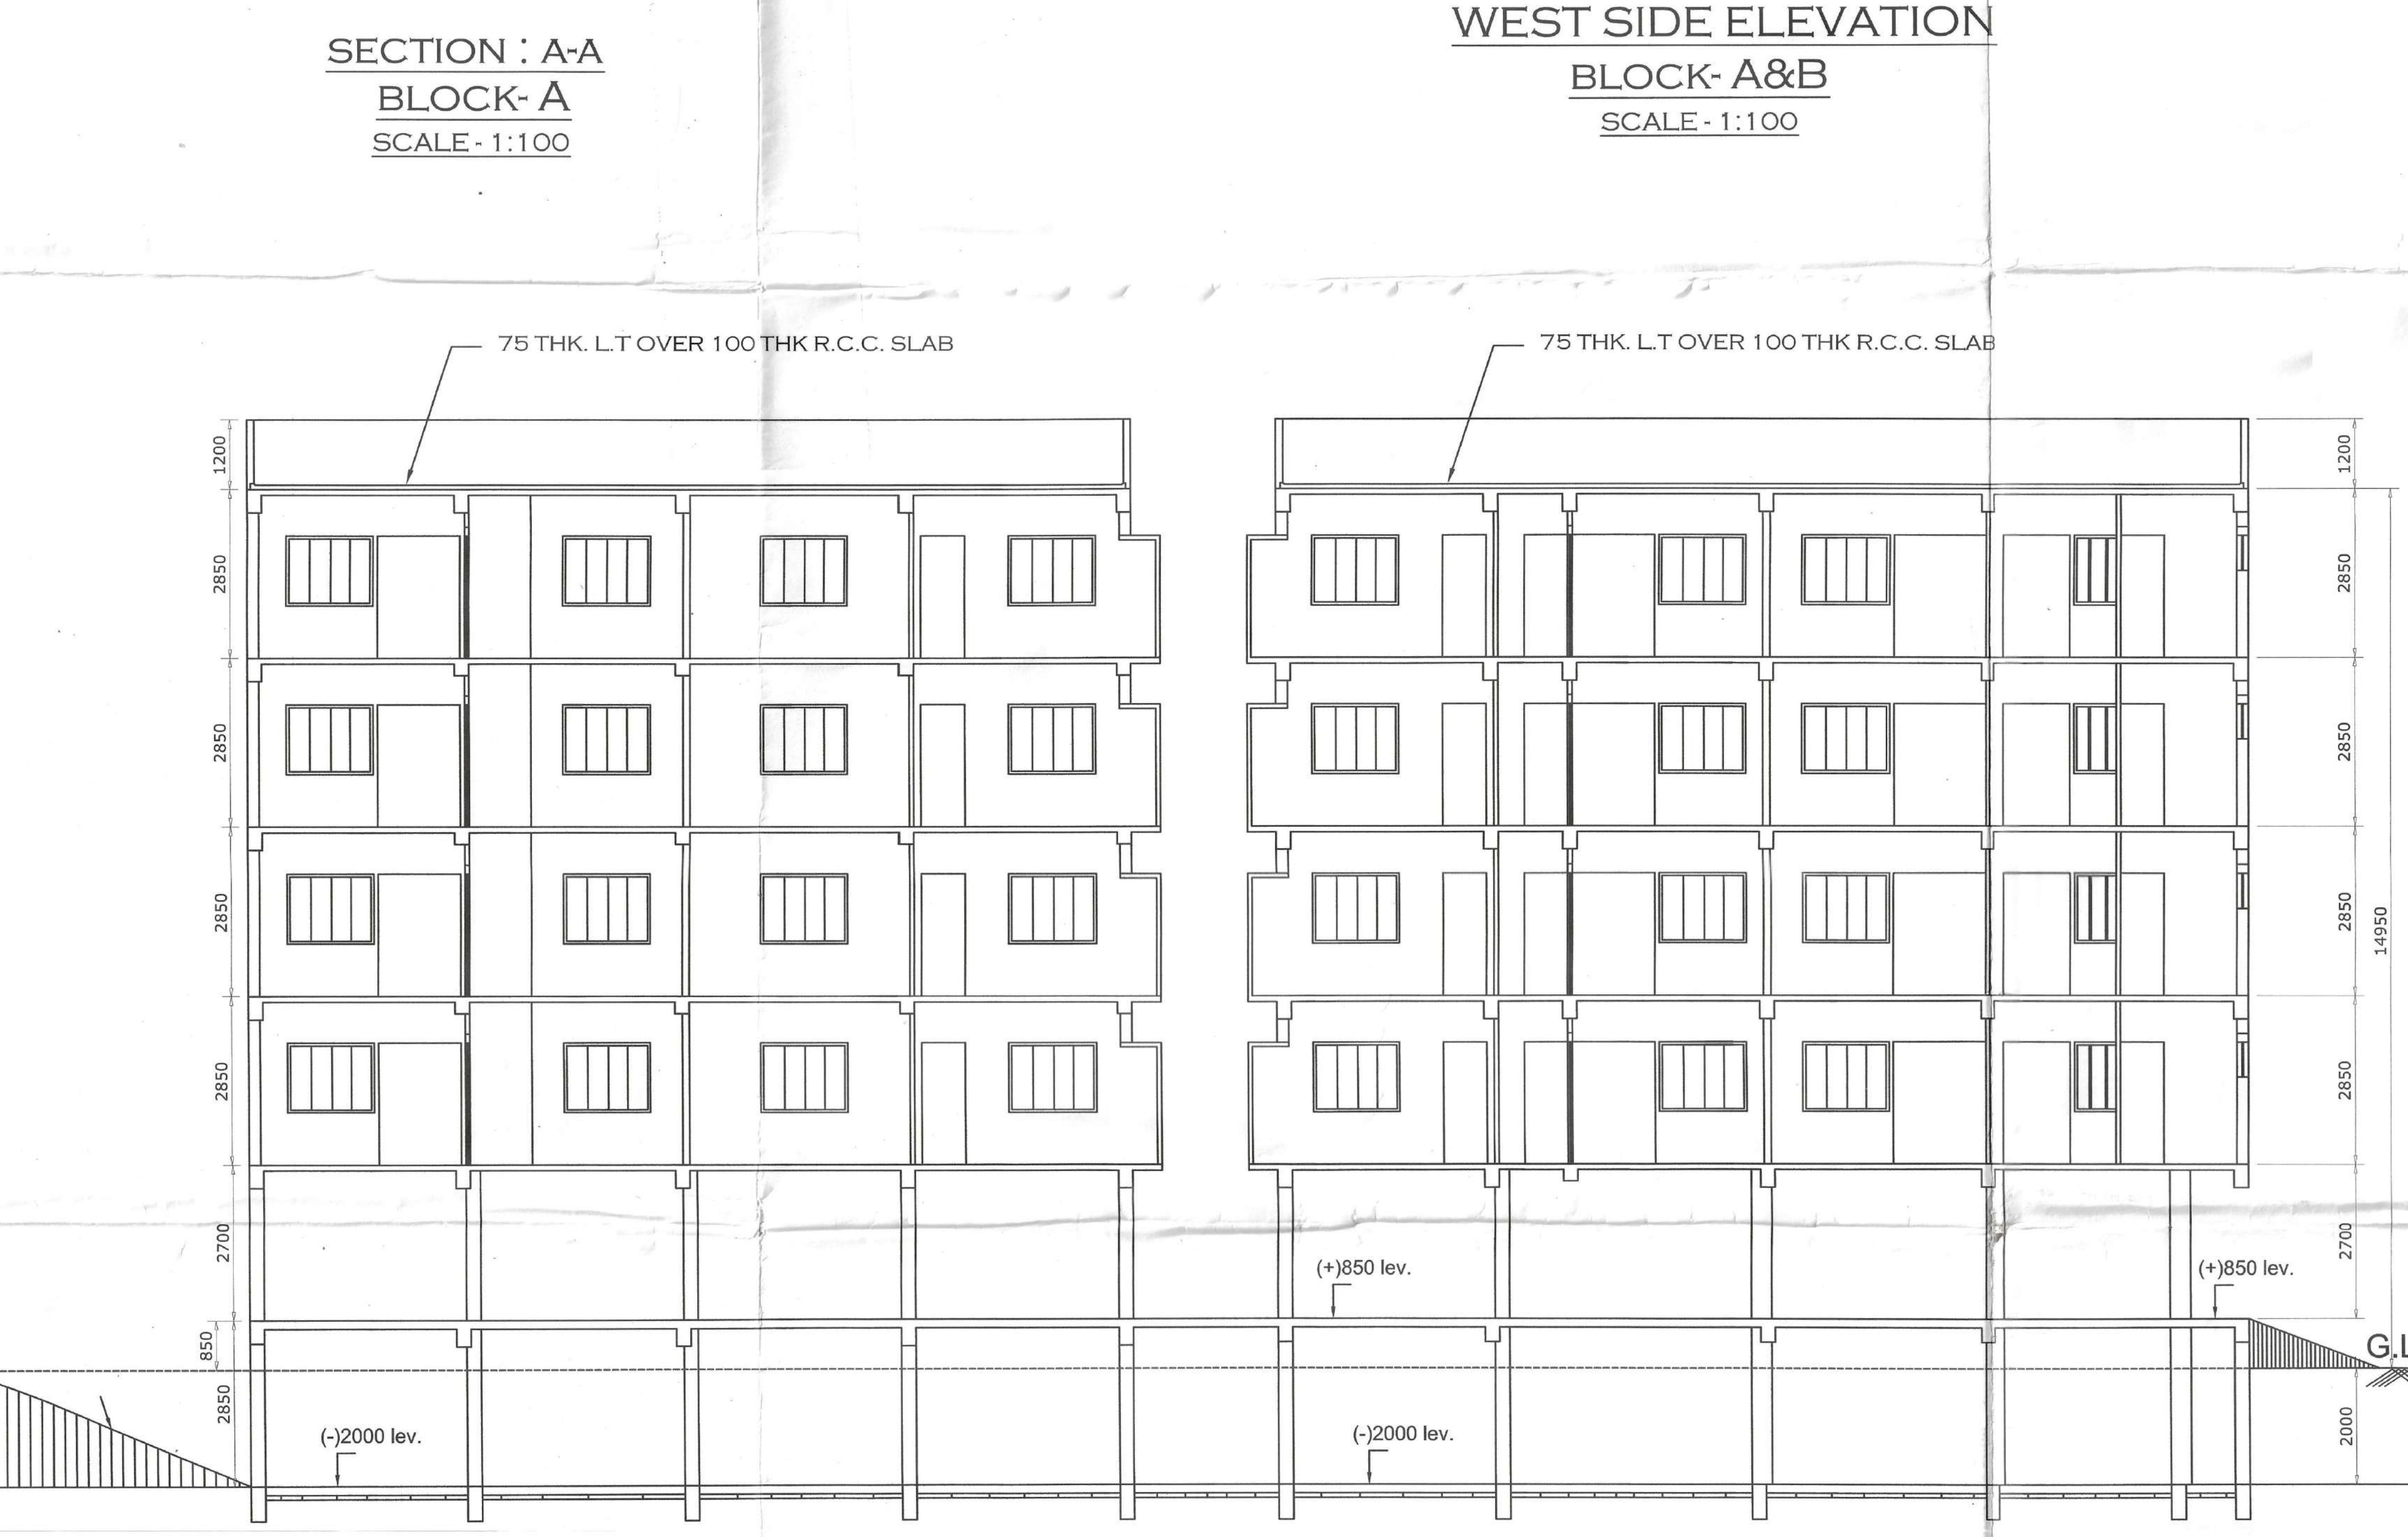 SECTION : A-A
BLOCK- A
SCALE - 1:100
WEST SIDE ELEVATION
BLOCK- A&B
SCALE - 1:100
75 THK. L.T OVER 100 THK R.C.C. SLAB
75 THK. L.T OVER 100 THK R.C.C. SLAB
1200
2850
2850
2850
2850
2700
850
2850
1200
2850
2850
2850
2850
14950
2700
2000
(+)850 lev.
(+)850 lev.
G.L
(-)2000 lev.
(-)2000 lev.